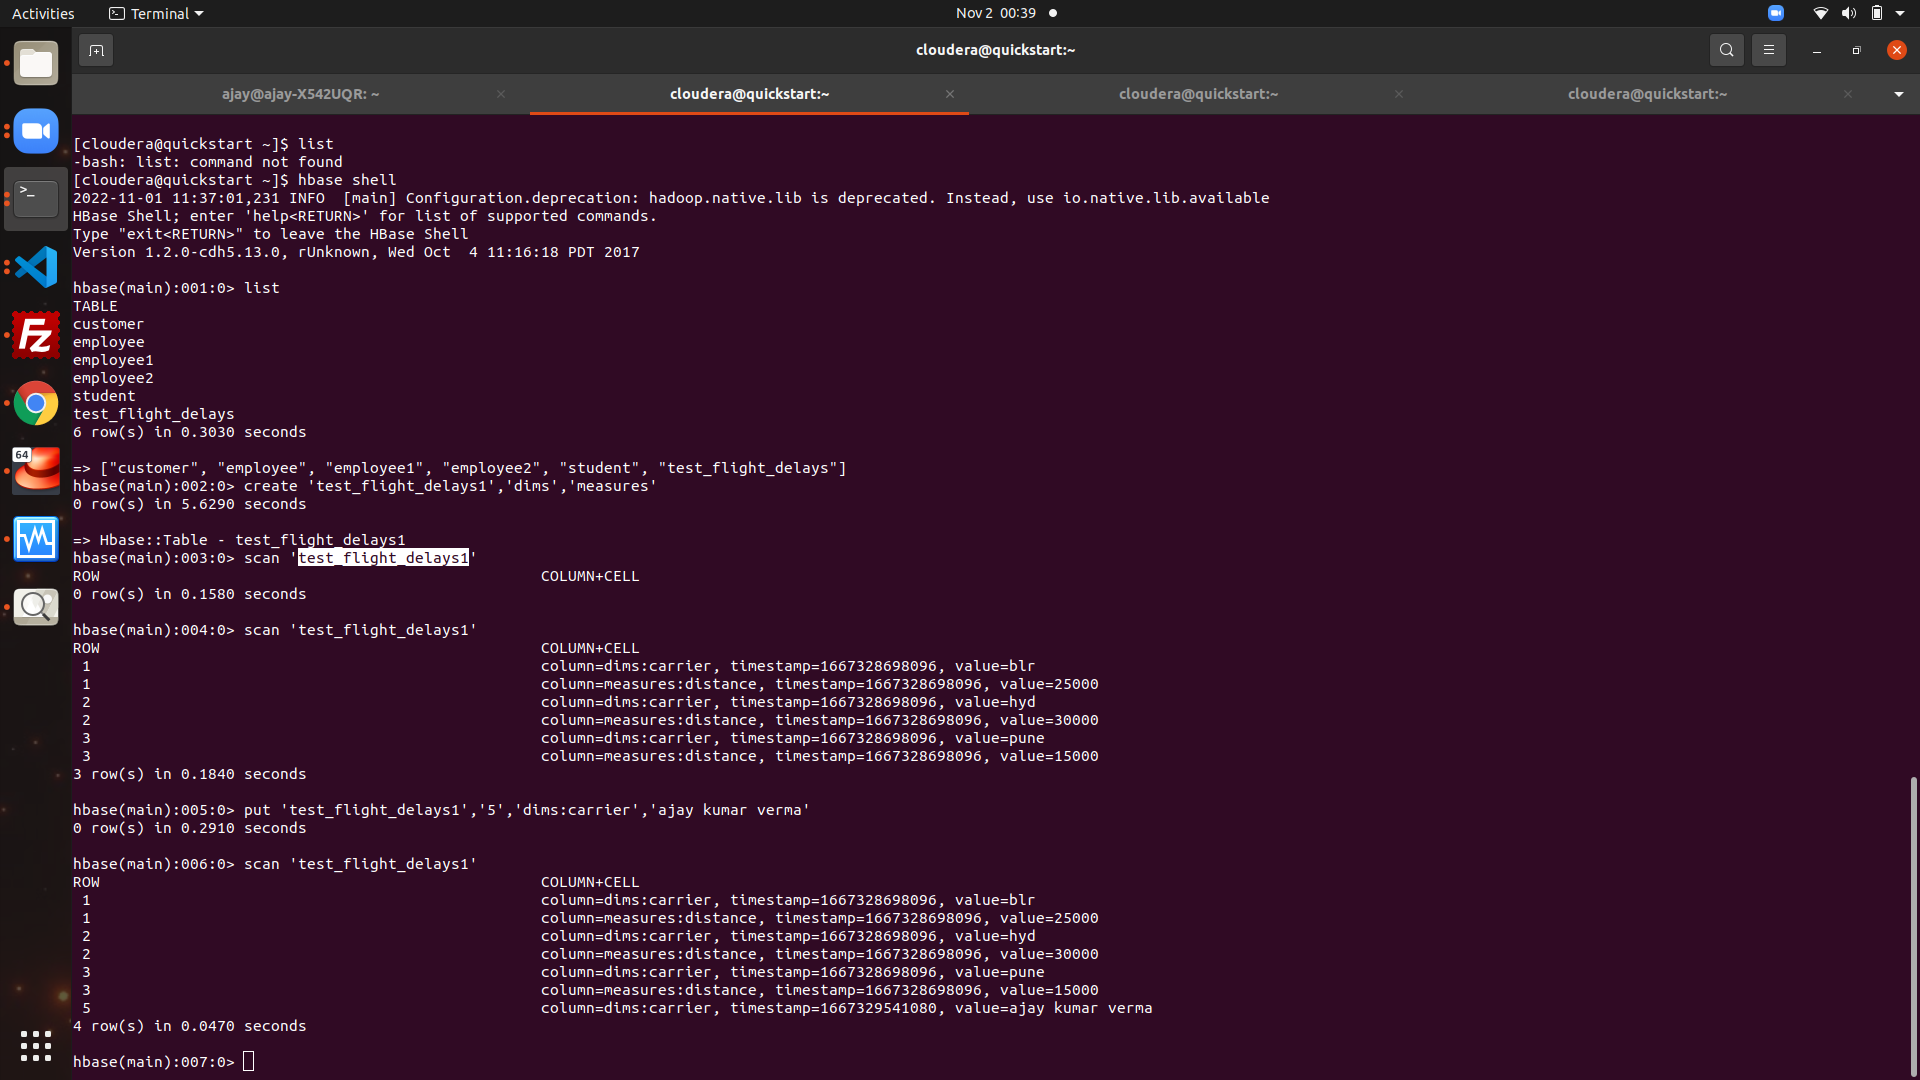 Activities
Terminal
Nov 2 00:39
cloudera@quickstart:~
ajay@ajay-X542UQR: ~
cloudera@quickstart:~
cloudera@quickstart:~
cloudera@quickstart:~
64
[cloudera@quickstart ~]$ list
-bash: list: command not found
[cloudera@quickstart ~]$ hbase shell
2022-11-01 11:37:01,231 INFO  [main] Configuration.deprecation: hadoop.native.lib is deprecated. Instead, use io.native.lib.available
HBase Shell; enter 'help<RETURN>' for list of supported commands.
Type "exit<RETURN>" to leave the HBase Shell
Version 1.2.0-cdh5.13.0, rUnknown, Wed Oct  4 11:16:18 PDT 2017
hbase(main):001:0> list
TABLE
customer
employee
employee1
employee2
student
test_flight_delays
6 row(s) in 0.3030 seconds
=> ["customer", "employee", "employee1", "employee2", "student", "test_flight_delays"]
hbase(main):002:0> create 'test_flight_delays1','dims','measures'
0 row(s) in 5.6290 seconds
=> Hbase::Table - test_flight_delays1
hbase(main):003:0> scan 'test_flight_delays1'
ROW COLUMN+CELL
0 row(s) in 0.1580 seconds
hbase(main):004:0> scan 'test_flight_delays1'
ROW COLUMN+CELL
1 column=dims:carrier, timestamp=1667328698096, value=blr
1 column=measures:distance, timestamp=1667328698096, value=25000
2 column=dims:carrier, timestamp=1667328698096, value=hyd
2 column=measures:distance, timestamp=1667328698096, value=30000
3 column=dims:carrier, timestamp=1667328698096, value=pune
3 column=measures:distance, timestamp=1667328698096, value=15000
3 row(s) in 0.1840 seconds
hbase(main):005:0> put 'test_flight_delays1','5','dims:carrier','ajay kumar verma'
0 row(s) in 0.2910 seconds
hbase(main):006:0> scan 'test_flight_delays1'
ROW COLUMN+CELL
1 column=dims:carrier, timestamp=1667328698096, value=blr
1 column=measures:distance, timestamp=1667328698096, value=25000
2 column=dims:carrier, timestamp=1667328698096, value=hyd
2 column=measures:distance, timestamp=1667328698096, value=30000
3 column=dims:carrier, timestamp=1667328698096, value=pune
3 column=measures:distance, timestamp=1667328698096, value=15000
5 column=dims:carrier, timestamp=1667329541080, value=ajay kumar verma
4 row(s) in 0.0470 seconds
hbase(main):007:0>